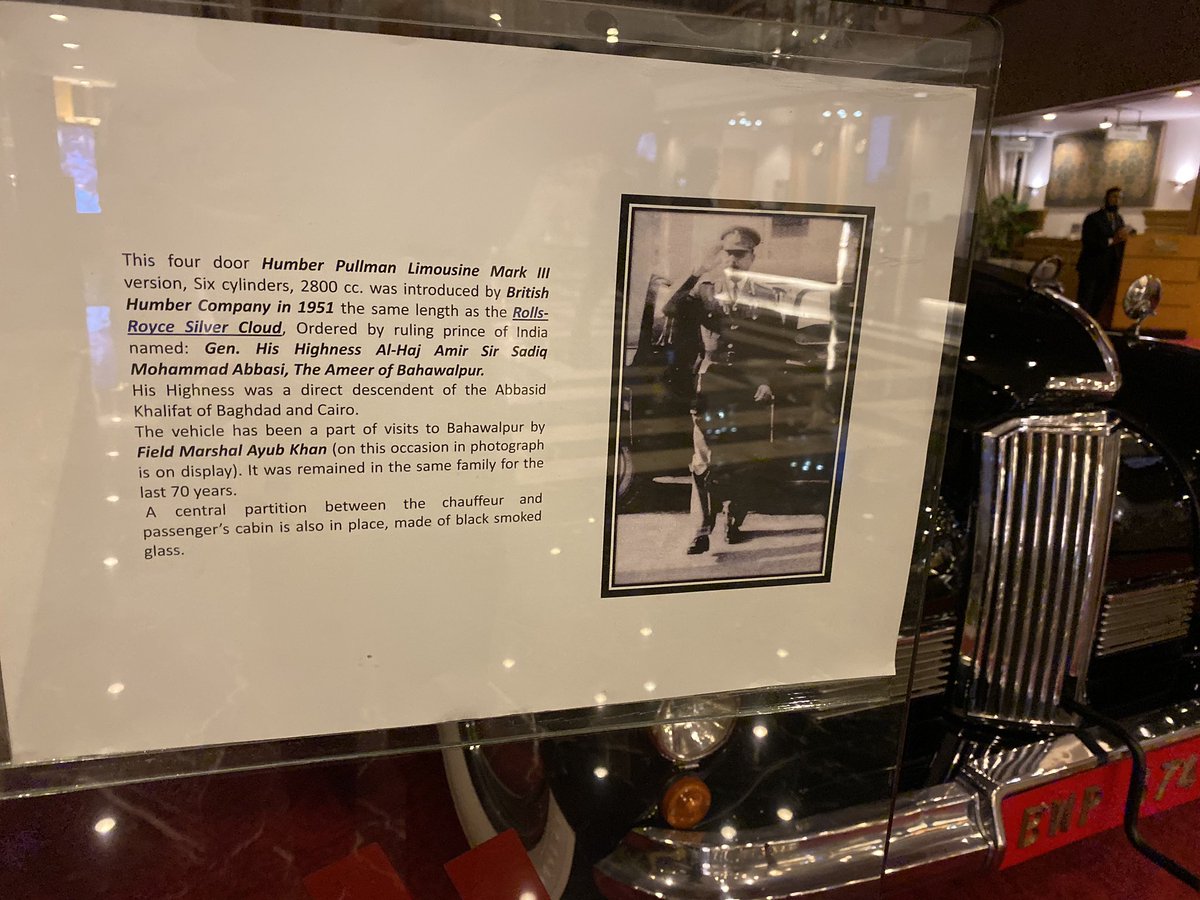 This four door Humber Pullman Limousine Mark III
version, Six cylinders, 2800 cc. was introduced by British
Humber Company in 1951 the same length as the Rolls-
Royce Silver Cloud, Ordered by ruling prince of India
named: Gen. His Highness Al-Haj Amir Sir Sadiq
Mohammad Abbasi, The Ameer of Bahawalpur.
His Highness was a direct descendent of the Abbasid
Khalifat of Baghdad and Cairo.
The vehicle has been a part of visits to Bahawalpur by
Field Marshal Ayub Khan (on this occasion in photograph
is on display). It was remained in the same family for the
last 70 years.
A central partition between the chauffeur and
passenger's cabin is also in place, made of black smoked
glass.